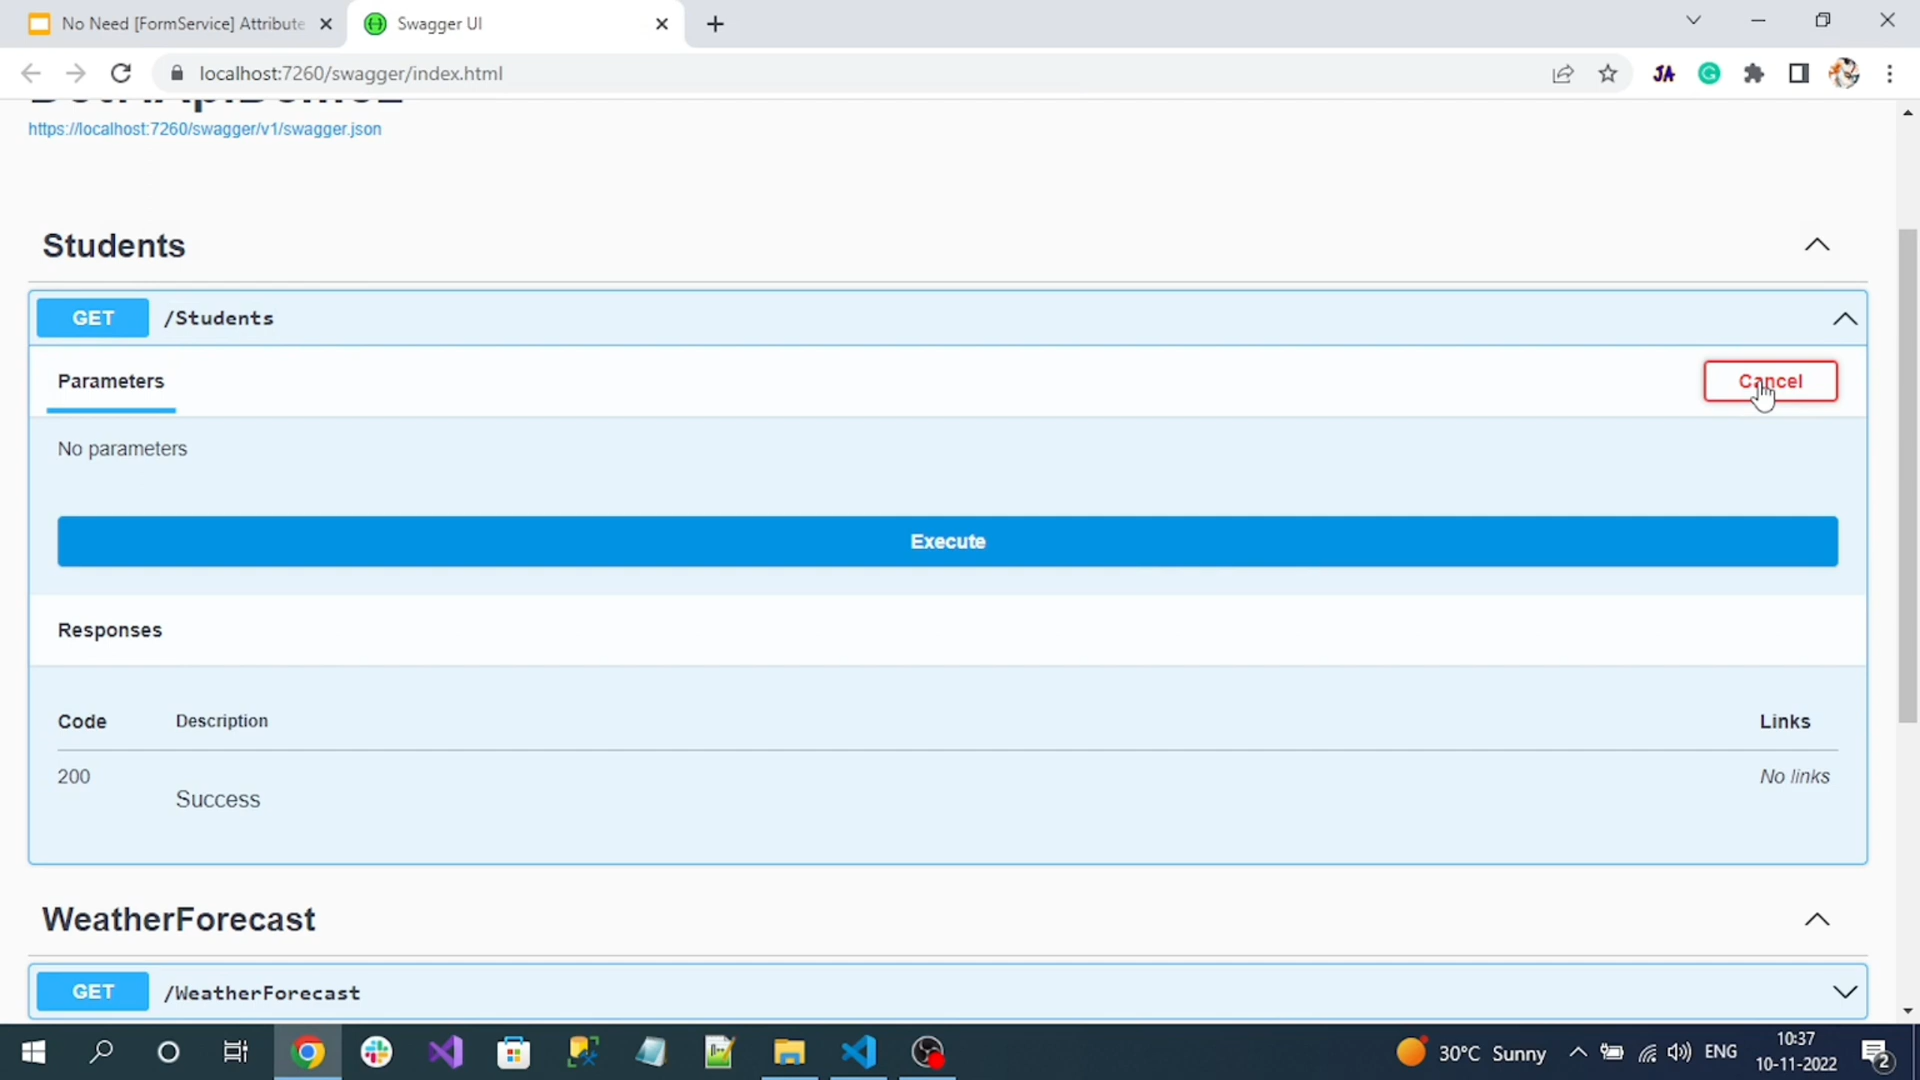 No Need [FormService] Attribute
Swagger UI
localhost:7260/swagger/index.html
JA
https://localhost:7260/swagger/v1/swagger.json
Students
GET /Students
Parameters
Cancel
No parameters
Execute
Responses
Code Description Links
200 No links
Success
WeatherForecast
GET /WeatherForecast
30°C Sunny
ENG
10:37
10-11-2022
2